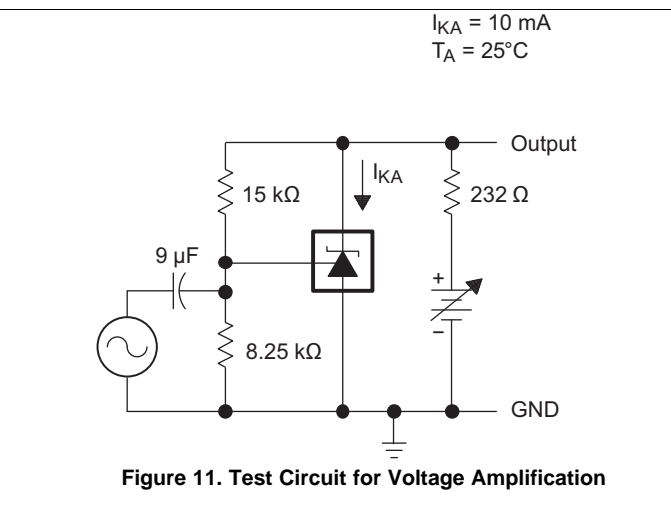 I_KA = 10 mA
T_A = 25°C
Output
I_KA
15 kΩ
232 Ω
9 µF
+
−
8.25 kΩ
GND
Figure 11. Test Circuit for Voltage Amplification